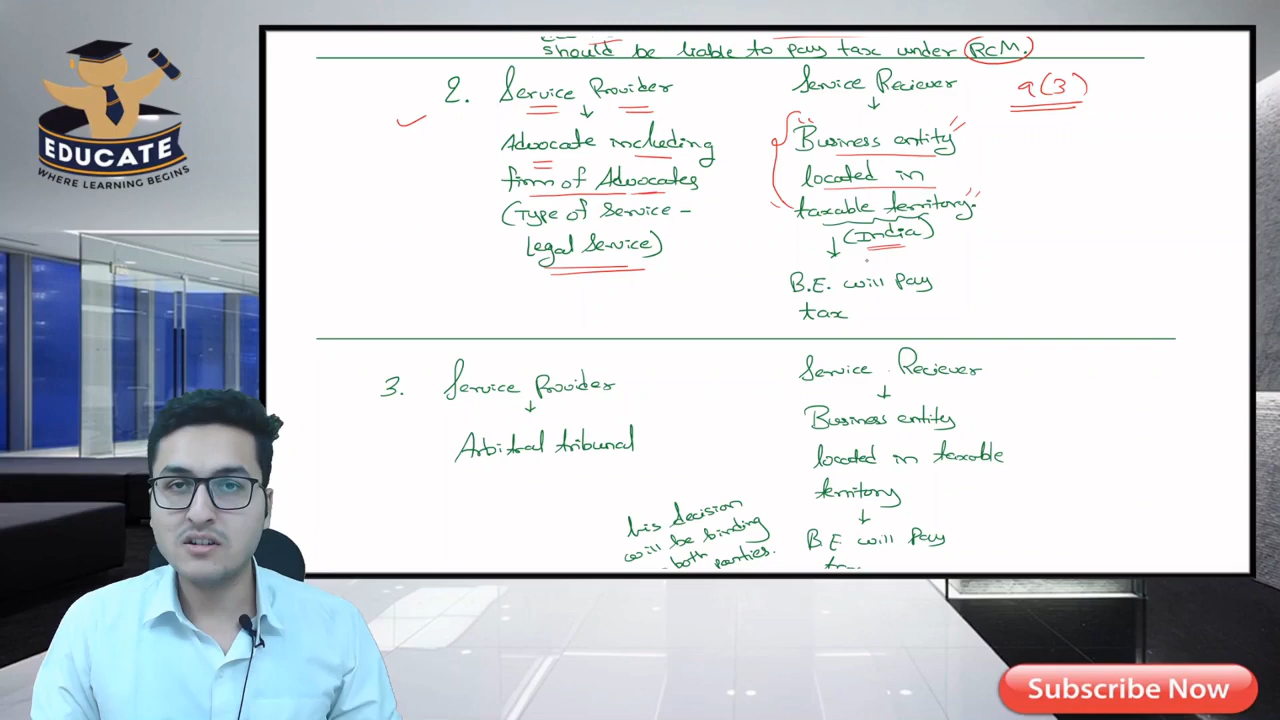 should be liable to pay tax under RCM.
2. Service Provider
Advocate including
firm of Advocates
(Type of Service -
Legal Service)
Service Reciever
"Business entity"
located in
taxable territory."
(India)
B.E. will pay
tax
9(3)
3. Service Provider
Arbitral tribunal
his decision
will be binding
both parties.
Service Reciever
Business entity
located in taxable
territory
B E will pay
EDUCATE
WHERE LEARNING BEGINS
Subscribe Now